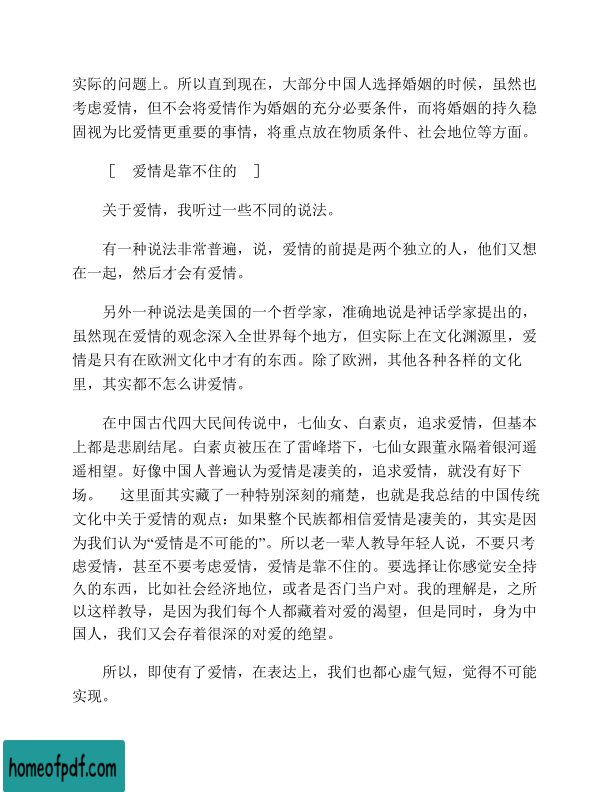 实际的问题上。所以直到现在，大部分中国人选择婚姻的时候，虽然也
考虑爱情，但不会将爱情作为婚姻的充分必要条件，而将婚姻的持久稳
固视为比爱情更重要的事情，将重点放在物质条件、社会地位等方面。
［ 爱情是靠不住的 ］
关于爱情，我听过一些不同的说法。
有一种说法非常普遍，说，爱情的前提是两个独立的人，他们又想
在一起，然后才会有爱情。
另外一种说法是美国的一个哲学家，准确地说是神话学家提出的，
虽然现在爱情的观念深入全世界每个地方，但实际上在文化渊源里，爱
情是只有在欧洲文化中才有的东西。除了欧洲，其他各种各样的文化
里，其实都不怎么讲爱情。
在中国古代四大民间传说中，七仙女、白素贞，追求爱情，但基本
上都是悲剧结尾。白素贞被压在了雷峰塔下，七仙女跟董永隔着银河遥
遥相望。好像中国人普遍认为爱情是凄美的，追求爱情，就没有好下
场。 这里面其实藏了一种特别深刻的痛楚，也就是我总结的中国传统
文化中关于爱情的观点：如果整个民族都相信爱情是凄美的，其实是因
为我们认为“爱情是不可能的”。所以老一辈人教导年轻人说，不要只考
虑爱情，甚至不要考虑爱情，爱情是靠不住的。要选择让你感觉安全持
久的东西，比如社会经济地位，或者是否门当户对。我的理解是，之所
以这样教导，是因为我们每个人都藏着对爱的渴望，但是同时，身为中
国人，我们又会存着很深的对爱的绝望。
所以，即使有了爱情，在表达上，我们也都心虚气短，觉得不可能
实现。
homeofpdf.com